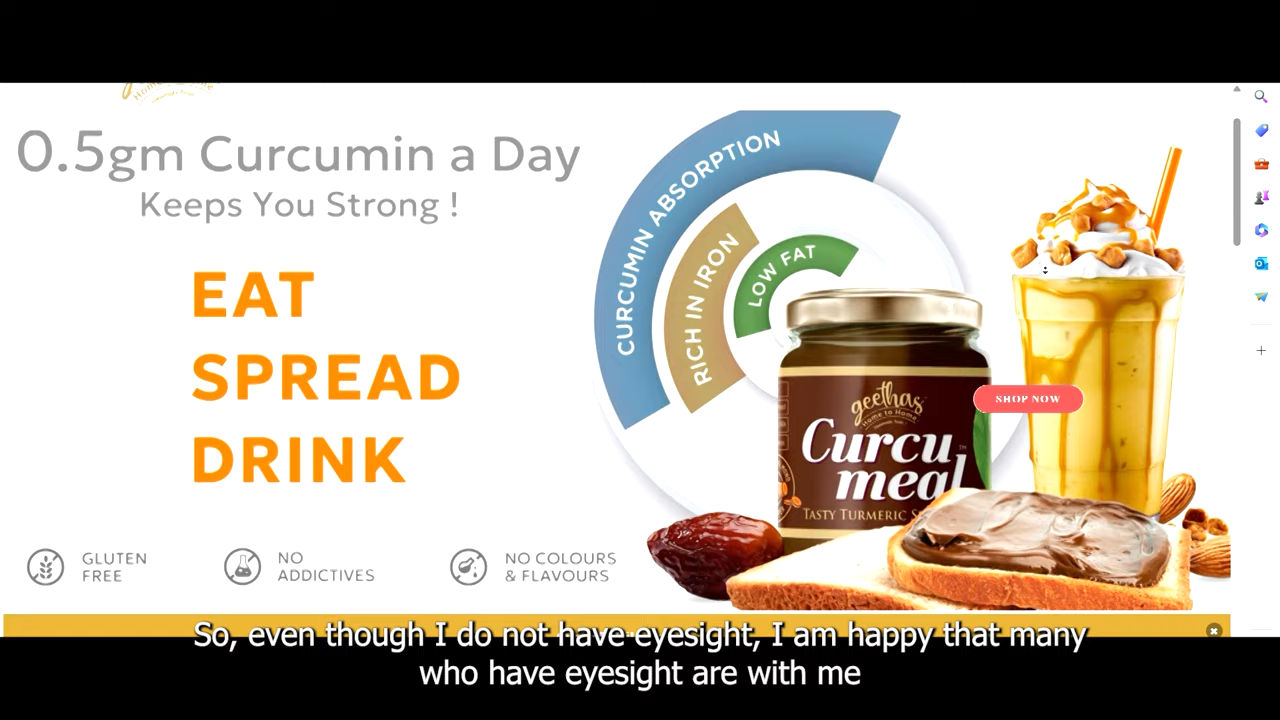 0.5gm Curcumin a Day
Keeps You Strong !
EAT
SPREAD
DRINK
GLUTEN
FREE
NO
ADDICTIVES
NO COLOURS
& FLAVOURS
CURCUMIN ABSORPTION
RICH IN IRON
LOW FAT
geethas
Home to Home
Curcu
meal
TASTY TURMERIC
SHOP NOW
So, even though I do not have eyesight, I am happy that many
who have eyesight are with me